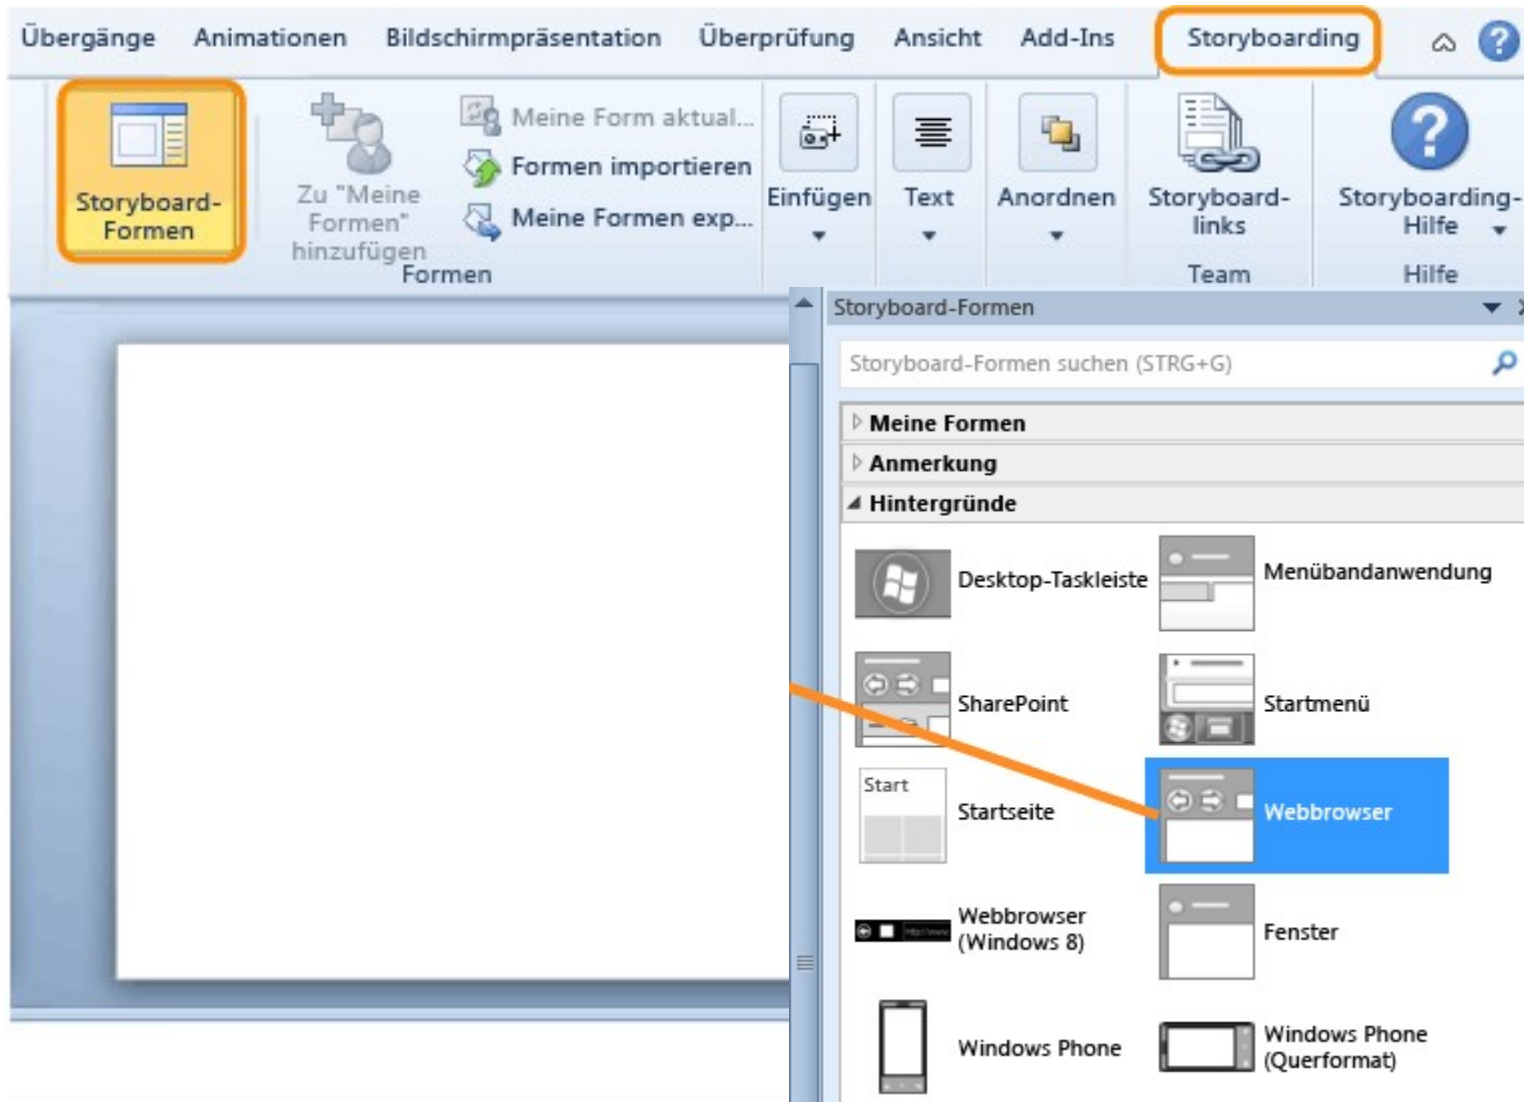 Übergänge Animationen Bildschirmpräsentation Überprüfung Ansicht Add-Ins Storyboarding
Storyboard-
Formen
Zu "Meine
Formen"
hinzufügen
Meine Form aktual...
Formen importieren
Meine Formen exp...
Formen
Einfügen
Text
Anordnen
Storyboard-
links
Team
Storyboarding-
Hilfe
Hilfe
Storyboard-Formen
Storyboard-Formen suchen (STRG+G)
Meine Formen
Anmerkung
Hintergründe
Desktop-Taskleiste
Menübandanwendung
SharePoint
Startmenü
Start
Startseite
Webbrowser
Webbrowser
(Windows 8)
Fenster
Windows Phone
Windows Phone
(Querformat)